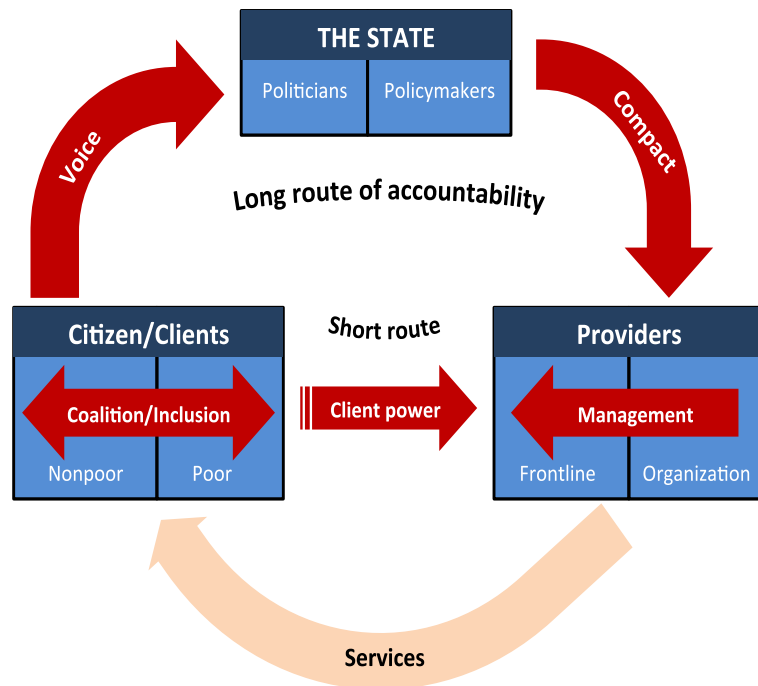 THE STATE
Politicians
Policymakers
Voice
Compact
Long route of accountability
Citizen/Clients
Short route
Providers
Coalition/Inclusion
Client power
Management
Nonpoor
Poor
Frontline
Organization
Services